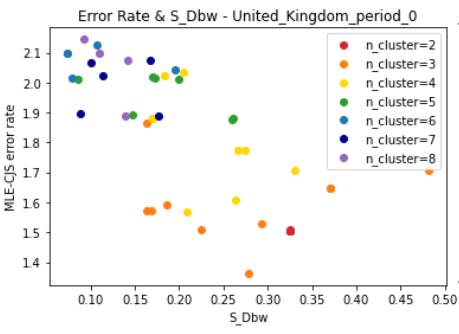 Error Rate & S_Dbw - United_Kingdom_period_0
MLE-CJS error rate
2.1
2.0
1.9
1.8
1.7
1.6
1.5
1.4
n_cluster=2
n_cluster=3
n_cluster=4
n_cluster=5
n_cluster=6
n_cluster=7
n_cluster=8
0.10 0.15 0.20 0.25 0.30 0.35 0.40 0.45 0.50
S_Dbw